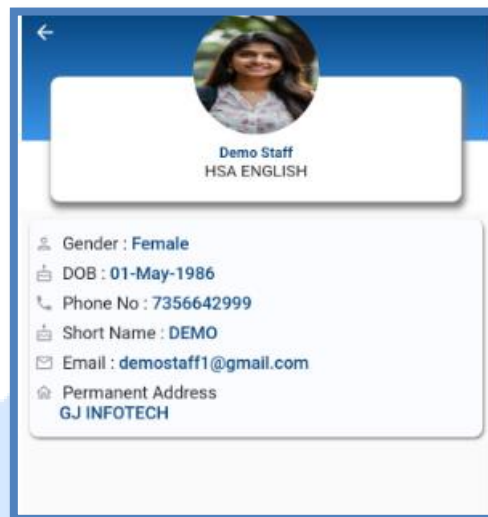 Demo Staff
HSA ENGLISH
Gender : Female
DOB : 01-May-1986
Phone No : 7356642999
Short Name : DEMO
Email : demostaff1@gmail.com
Permanent Address
GJ INFOTECH